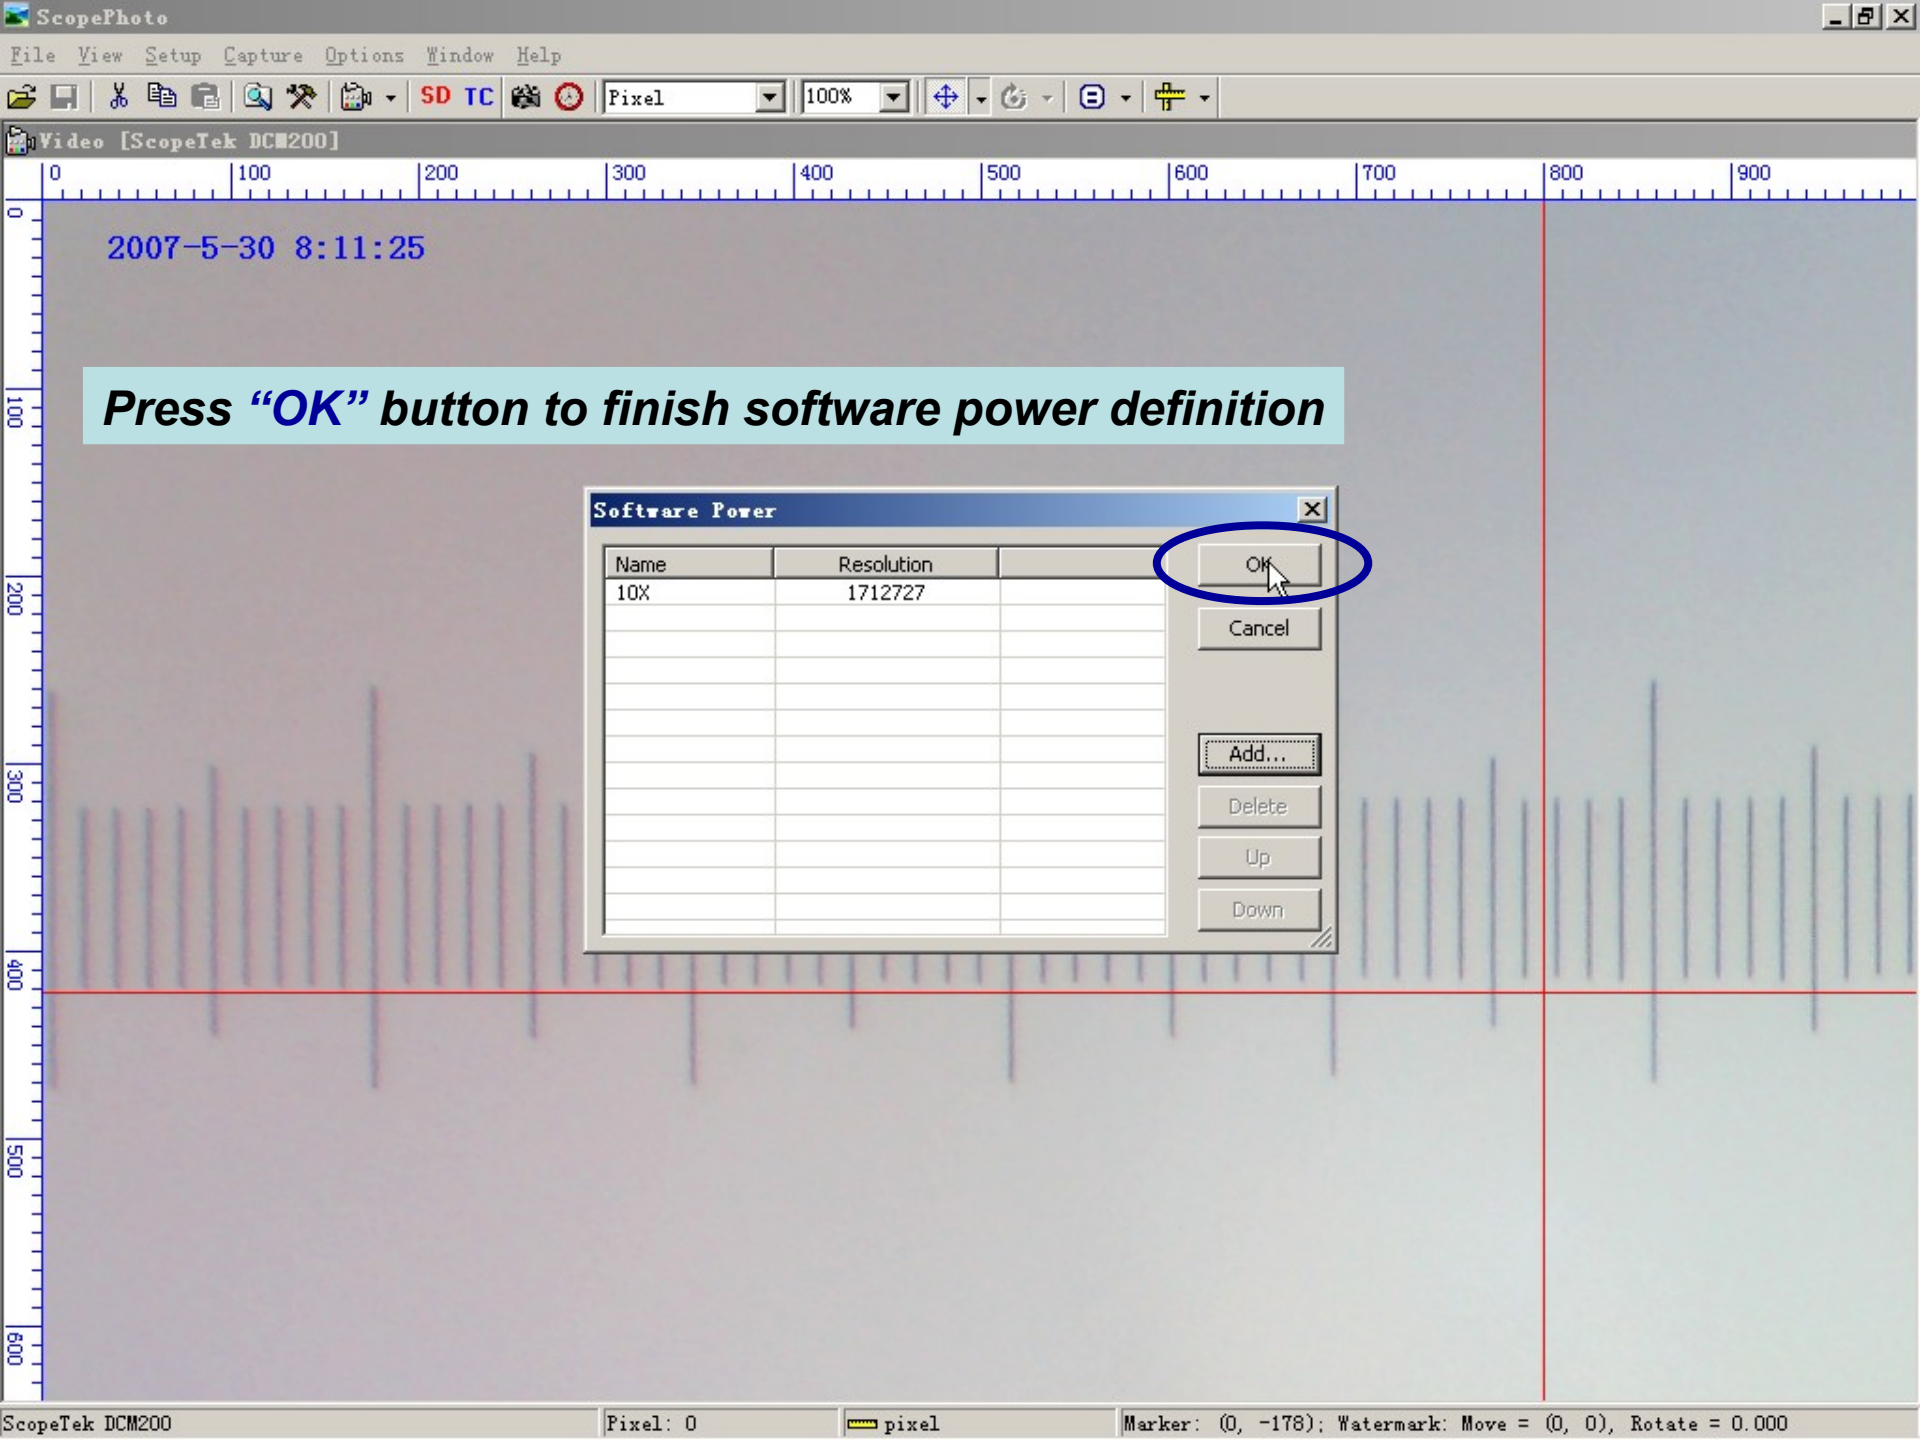 ScopePhoto
File View Setup Capture Options Window Help
SD TC Pixel 100%
Video [ScopeTek DCM200]
0 100 200 300 400 500 600 700 800 900
0
2007-5-30 8:11:25
100
Press “OK” button to finish software power definition
Software Power
Name Resolution
OK
10X 1712727
200
Cancel
Add...
300
Delete
Up
Down
400
500
600
ScopeTek DCM200 Pixel: 0 pixel Marker: (0, -178); Watermark: Move = (0, 0), Rotate = 0.000